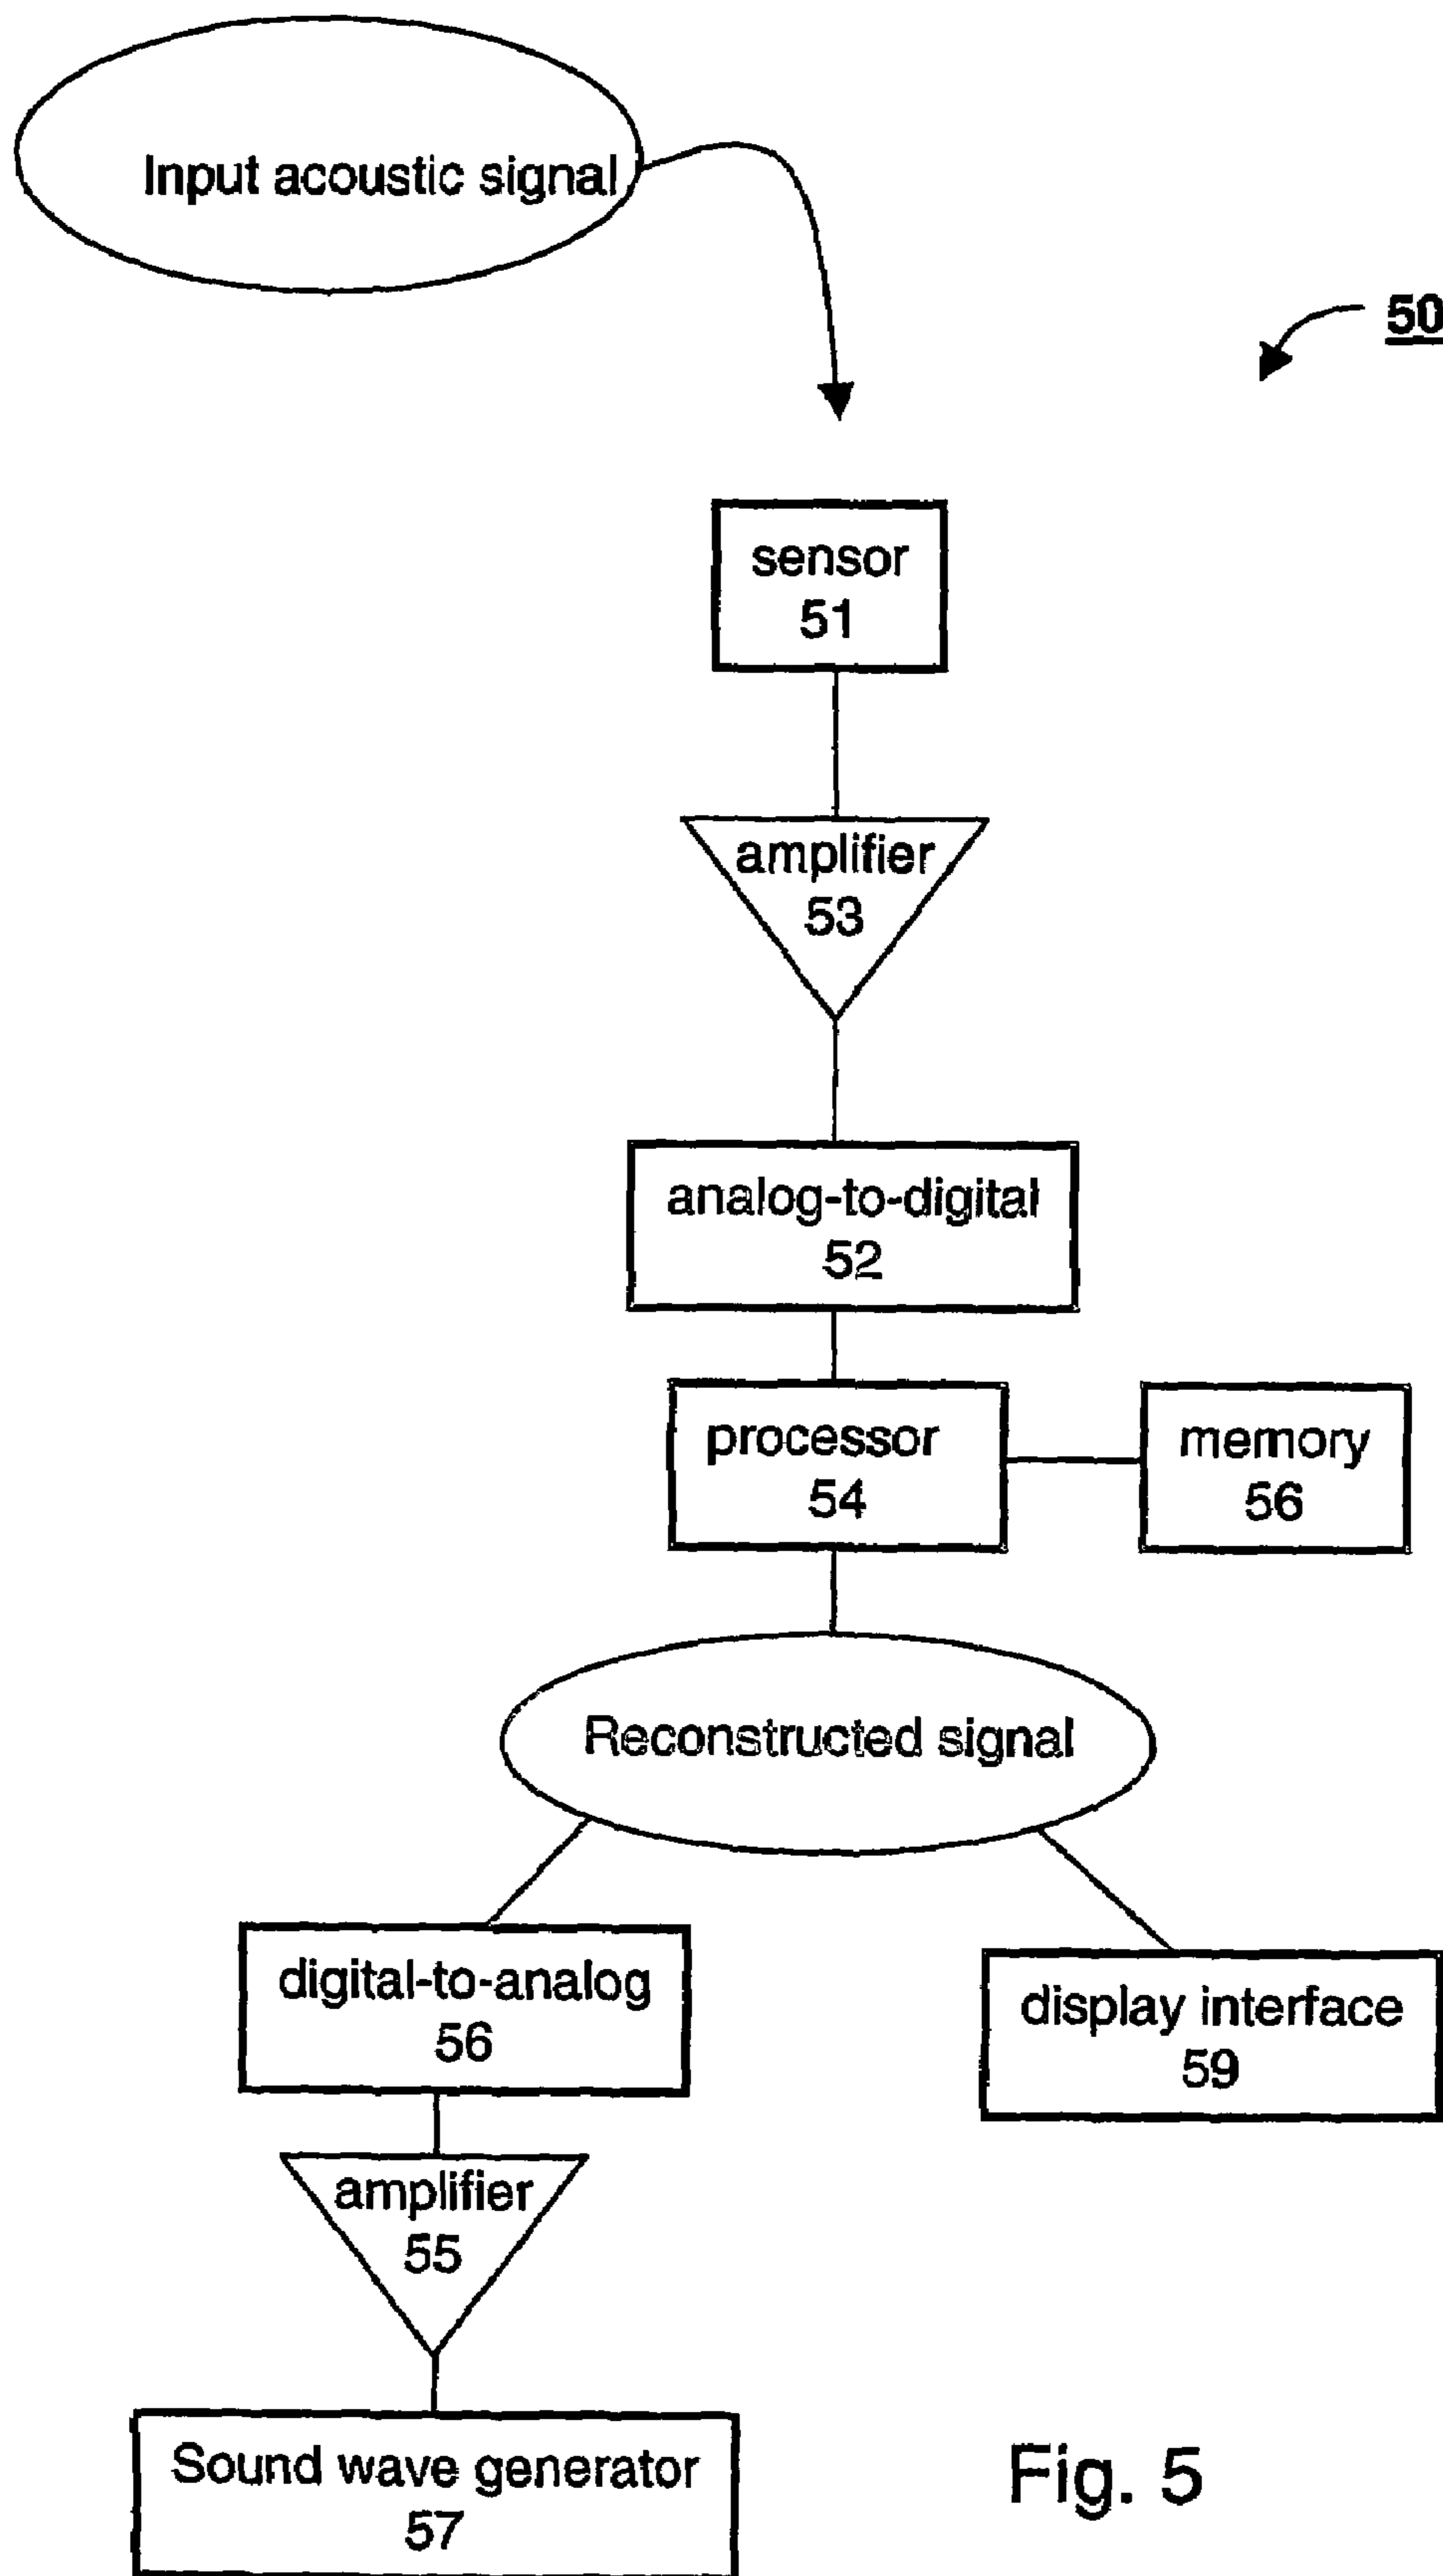 Input acoustic signal
50
sensor
51
amplifier
53
analog-to-digital
52
processor
54
memory
56
Reconstructed signal
digital-to-analog
56
display interface
59
amplifier
55
Sound wave generator
57
Fig. 5